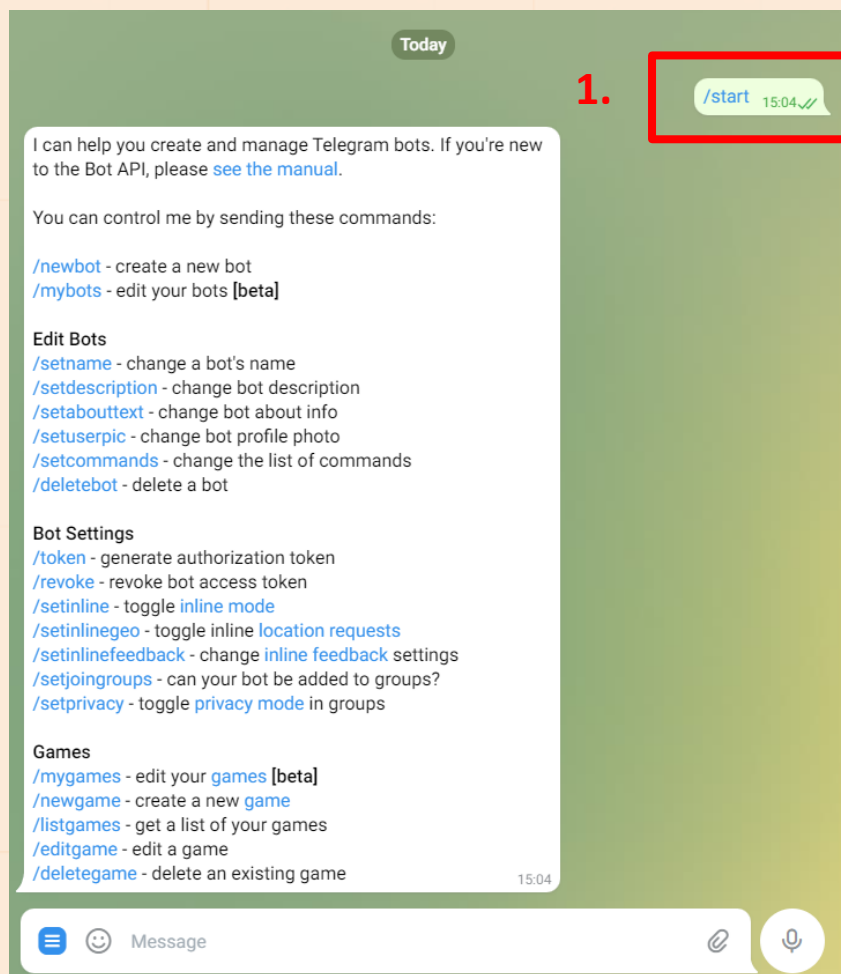 Today
1.
/start 15:04
I can help you create and manage Telegram bots. If you're new
to the Bot API, please see the manual.
You can control me by sending these commands:
/newbot - create a new bot
/mybots - edit your bots [beta]
Edit Bots
/setname - change a bot's name
/setdescription - change bot description
/setabouttext - change bot about info
/setuserpic - change bot profile photo
/setcommands - change the list of commands
/deletebot - delete a bot
Bot Settings
/token - generate authorization token
/revoke - revoke bot access token
/setinline - toggle inline mode
/setinlinegeo - toggle inline location requests
/setinlinefeedback - change inline feedback settings
/setjoingroups - can your bot be added to groups?
/setprivacy - toggle privacy mode in groups
Games
/mygames - edit your games [beta]
/newgame - create a new game
/listgames - get a list of your games
/editgame - edit a game
/deletegame - delete an existing game 15:04
Message